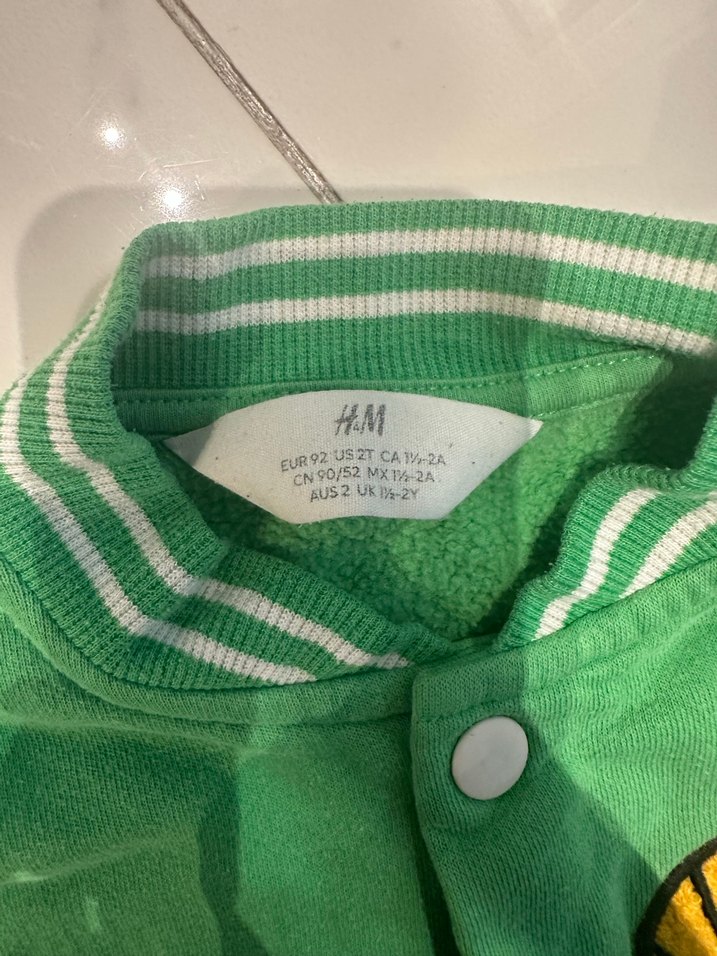 H&M
EUR 92 US 2T CA 1½-2A
CN 90/52 MX 1½-2A
AUS 2 UK 1½-2Y